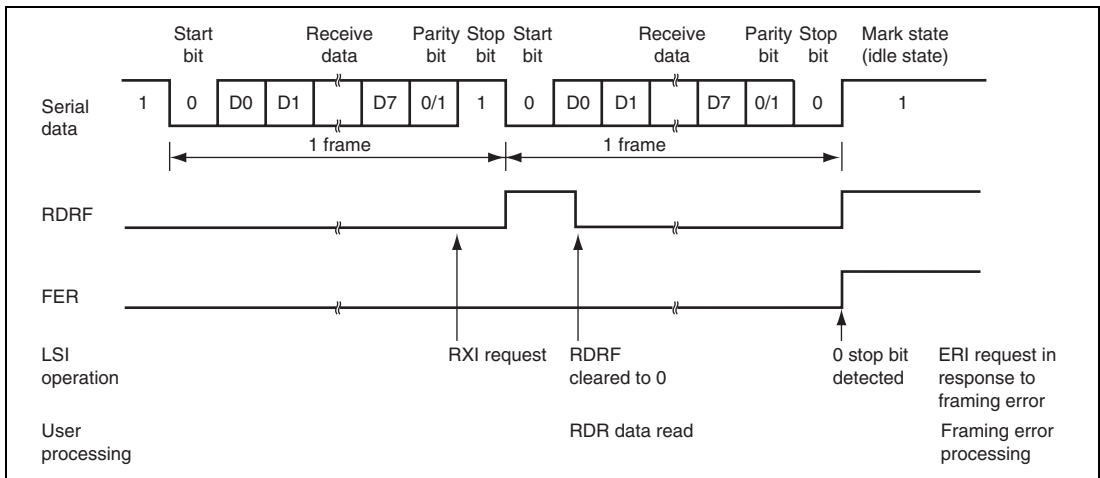 Start bit
Receive data
Parity bit
Stop bit
Start bit
Receive data
Parity bit
Stop bit
Mark state (idle state)
Serial data
1 0 D0 D1 D7 0/1 1 0 D0 D1 D7 0/1 0 1
1 frame 1 frame
RDRF
FER
LSI operation
RXI request
RDRF cleared to 0
0 stop bit detected
ERI request in response to framing error
User processing
RDR data read
Framing error processing